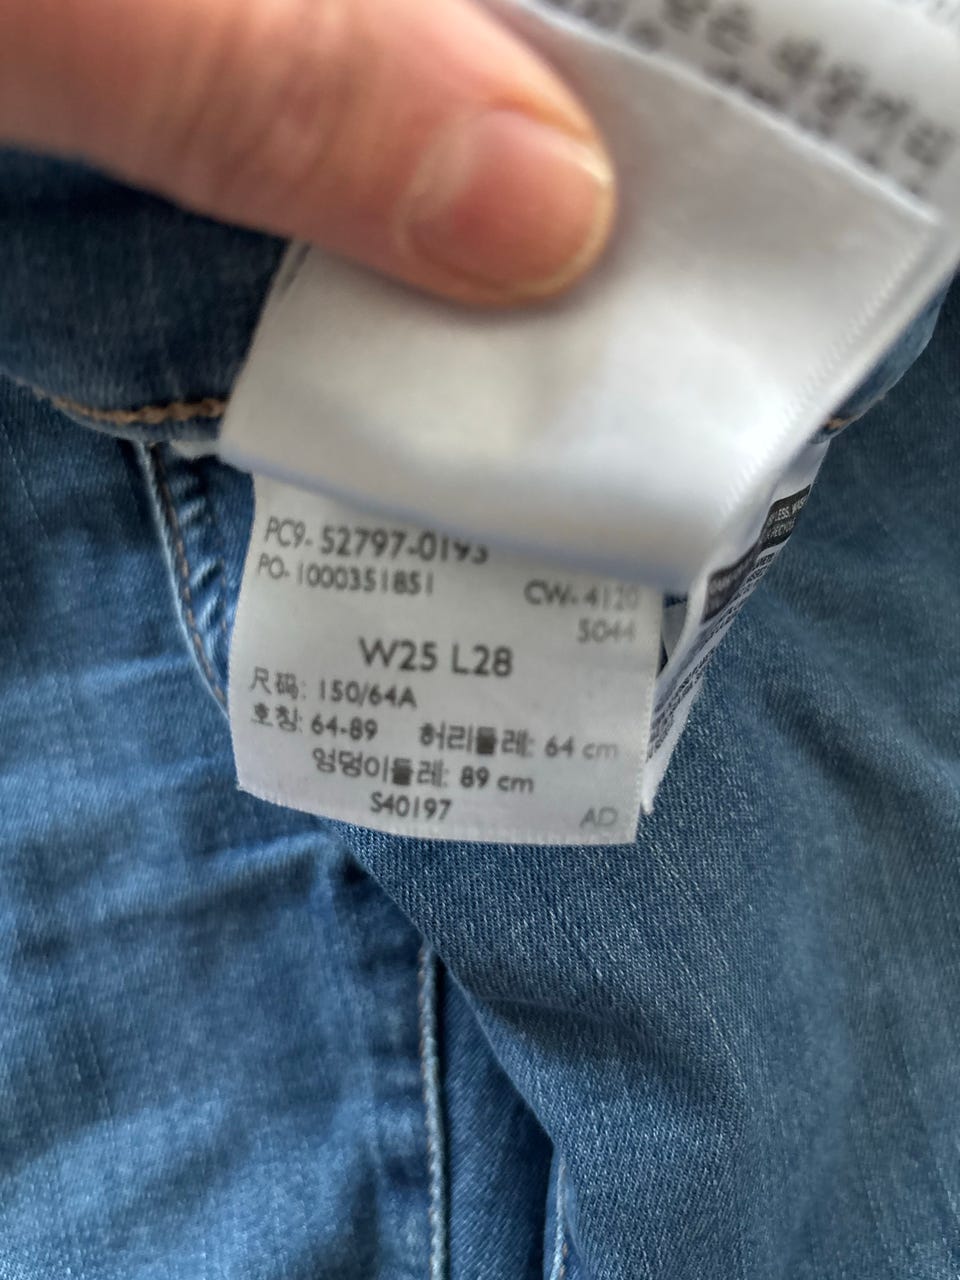 PC9- 52797-0193
PO- 1000351851 CW- 4120
5044
W25 L28
尺码: 150/64A
호칭: 64-89 허리둘레: 64 cm
엉덩이둘레: 89 cm
S40197 AD